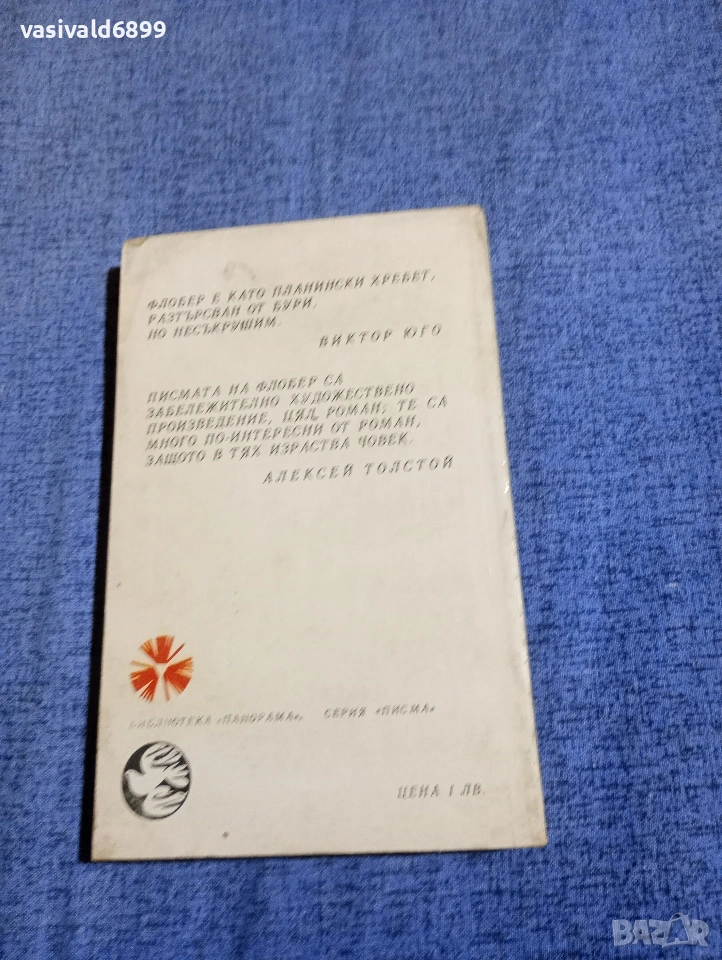 vasivald6899
ФЛОБЕР Е КАТО ПЛАНИНСКИ ХРЕБЕТ,
РАЗТЪРСВАН ОТ БУРИ,
НО НЕСЪКРУШИМ.
ВИКТОР ЮГО
ПИСМАТА НА ФЛОБЕР СА
ЗАБЕЛЕЖИТЕЛНО ХУДОЖЕСТВЕНО
ПРОИЗВЕДЕНИЕ, ЦЯЛ РОМАН; ТЕ СА
МНОГО ПО-ИНТЕРЕСНИ ОТ РОМАН,
ЗАЩОТО В ТЯХ ИЗРАСТВА ЧОВЕК.
АЛЕКСЕЙ ТОЛСТОЙ
БИБЛИОТЕКА «ПАНОРАМА», СЕРИЯ «ПИСМА»
ЦЕНА 1 ЛВ.
BAZAR